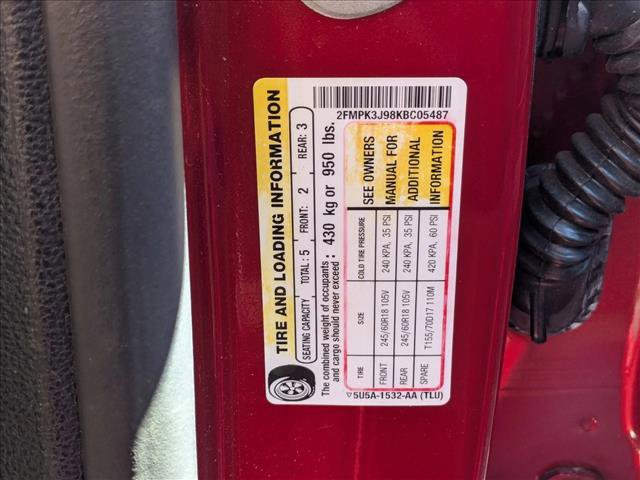 TIRE AND LOADING INFORMATION
SEATING CAPACITY TOTAL: 5 FRONT: 2 REAR: 3
The combined weight of occupants
and cargo should never exceed : 430 kg or 950 lbs.
TIRE SIZE COLD TIRE PRESSURE
FRONT 245/60R18 105V 240 KPA, 35 PSI
REAR 245/60R18 105V 240 KPA, 35 PSI
SPARE T155/70D17 110M 420 KPA, 60 PSI
SEE OWNERS
MANUAL FOR
ADDITIONAL
INFORMATION
5U5A-1532-AA (TLU)
2FMPK3J98KBC05487